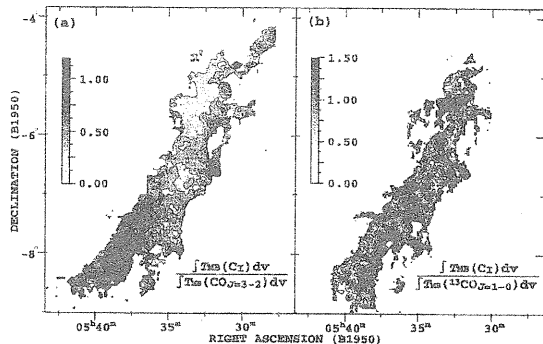 (a)
(b)
-4°
-6°
-8°
1.00
0.50
0.00
1.50
1.00
0.50
0.00
DECLINATION (B1950)
∫TMB(CI)dv
∫TMB(COJ=3-2)dv
∫TMB(CI)dv
∫TMB(¹³COJ=1-0)dv
05ʰ40ᵐ 35ᵐ 30ᵐ 05ʰ40ᵐ 35ᵐ 30ᵐ
RIGHT ASCENSION (B1950)